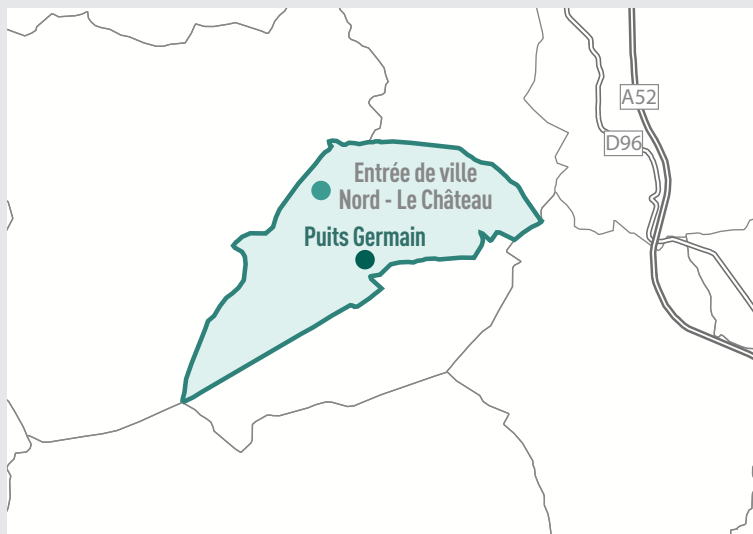 A52
D96
Entrée de ville
Nord - Le Château
Puits Germain